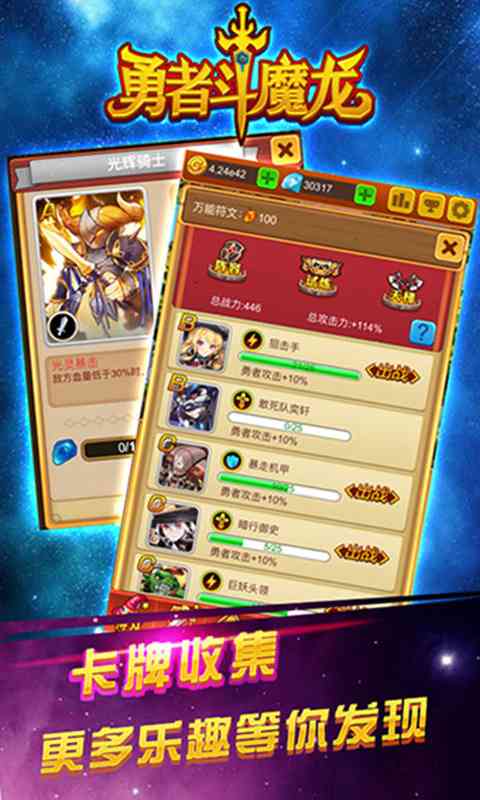 勇者斗魔龙
光辉骑士
光灵暴击
敌方血量低于30%时,
0/1
4.24e42
30317
万能符文: 100
阵容
试炼
天梯
总战力:446
总攻击力:+114%
?
B
狙击手
勇者攻击+10%
出战
B
敢死队奕轩
0/25
勇者攻击+10%
C
暴走机甲
勇者攻击+10%
出战
C
暗行御史
勇者攻击+10%
出战
C
巨妖头领
卡牌收集
更多乐趣等你发现